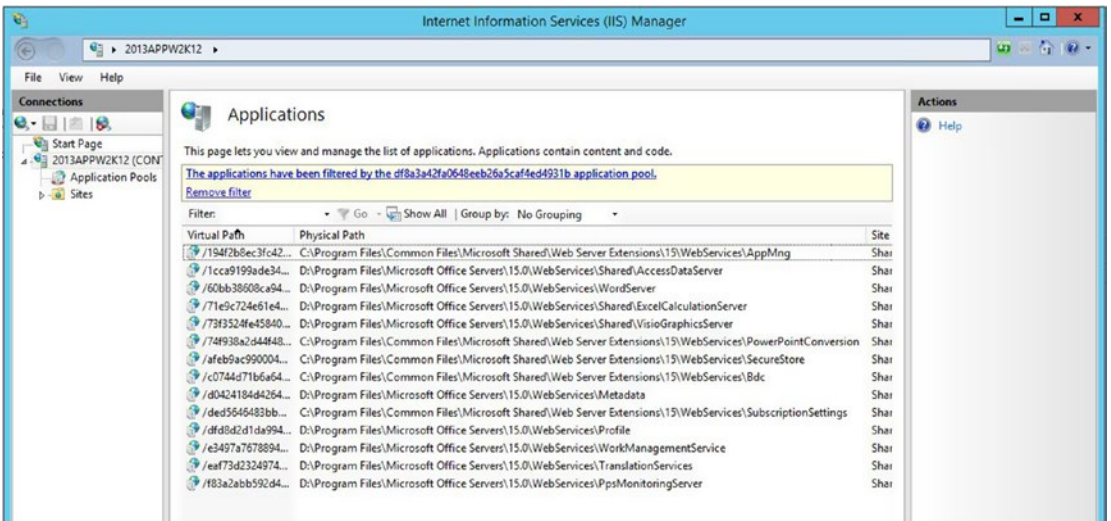 Internet Information Services (IIS) Manager
2013APPW2K12
File View Help
Connections
Start Page
2013APPW2K12 (CONT
Application Pools
Sites
Applications
This page lets you view and manage the list of applications. Applications contain content and code.
The applications have been filtered by the df8a3a42fa0648eeb26a5caf4ed4931b application pool.
Remove filter
Filter: Go Show All Group by: No Grouping
Virtual Path Physical Path Site
/194f2b8ec3fc42... C:\Program Files\Common Files\Microsoft Shared\Web Server Extensions\15\WebServices\AppMng Shar
/1cca9199ade34... D:\Program Files\Microsoft Office Servers\15.0\WebServices\Shared\AccessDataServer Shar
/60bb38608ca94... D:\Program Files\Microsoft Office Servers\15.0\WebServices\WordServer Shar
/71e9c724e61e4... D:\Program Files\Microsoft Office Servers\15.0\WebServices\Shared\ExcelCalculationServer Shar
/73f3524fe45840... D:\Program Files\Microsoft Office Servers\15.0\WebServices\Shared\VisioGraphicsServer Shar
/74f938a2d44f48... C:\Program Files\Common Files\Microsoft Shared\Web Server Extensions\15\WebServices\PowerPointConversion Shar
/afeb9ac990004... C:\Program Files\Common Files\Microsoft Shared\Web Server Extensions\15\WebServices\SecureStore Shar
/c0744d71b6a64... C:\Program Files\Common Files\Microsoft Shared\Web Server Extensions\15\WebServices\Bdc Shar
/d0424184d4264... D:\Program Files\Microsoft Office Servers\15.0\WebServices\Metadata Shar
/ded5646483bb... C:\Program Files\Common Files\Microsoft Shared\Web Server Extensions\15\WebServices\SubscriptionSettings Shar
/dfd8d2d1da994... D:\Program Files\Microsoft Office Servers\15.0\WebServices\Profile Shar
/e3497a7678894... D:\Program Files\Microsoft Office Servers\15.0\WebServices\WorkManagementService Shar
/eaf73d2324974... D:\Program Files\Microsoft Office Servers\15.0\WebServices\TranslationServices Shar
/f83a2abb592d4... D:\Program Files\Microsoft Office Servers\15.0\WebServices\PpsMonitoringServer Shar
Actions
Help